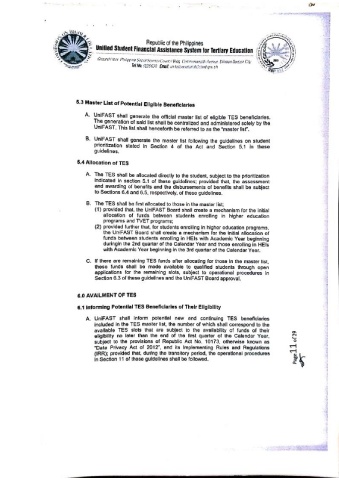 Republic of the Philippines
Unified Student Financial Assistance System for Tertiary Education
5.3 Master List of Potential Eligible Beneficiaries
A. UniFAST shall generate the official master list of eligible TES beneficiaries.
The generation of said list shall be centralized and administered solely by the
UniFAST. This list shall henceforth be referred to as the "master list".
B. UniFAST shall generate the master list following the guidelines on student
prioritization stated in Section 4 of the Act and Section 5.1 in these
guidelines.
5.4 Allocation of TES
A. The TES shall be allocated directly to the student, subject to the prioritization
indicated in section 5.1 of these guidelines; provided that, the assessment
and awarding of benefits and the disbursements of benefits shall be subject
to Sections 6.4 and 6.5, respectively, of these guidelines.
B. The TES shall be first allocated to those in the master list;
(1) provided that, the UniFAST Board shall create a mechanism for the initial
allocation of funds between students enrolling in higher education
programs and TVET programs;
(2) provided further that, for students enrolling in higher education programs,
the UniFAST Board shall create a mechanism for the initial allocation of
funds between students enrolling in HEIs with Academic Year beginning
during the 2nd quarter of the Calendar Year and those enrolling in HEIs
with Academic Year beginning in the 3rd quarter of the Calendar Year.
C. If there are remaining TES funds after allocating for those in the master list,
these funds shall be made available to qualified students through open
applications for the remaining slots, subject to operational procedures in
Section 6.3 of these guidelines and the UniFAST Board approval.
6.0 AVAILMENT OF TES
6.1 Informing Potential TES Beneficiaries of Their Eligibility
A. UniFAST shall inform potential new and continuing TES beneficiaries
included in the TES master list, the number of which shall correspond to the
available TES slots that are subject to the availability of funds of their
eligibility no later than the end of the first quarter of the Calendar Year,
subject to the provisions of Republic Act No. 10173, otherwise known as
"Date Privacy Act of 2012", and its Implementing Rules and Regulations
(IRR); provided that, during the transitory period, the operational procedures
in Section 11 of these guidelines shall be followed.
Page 11 of 29